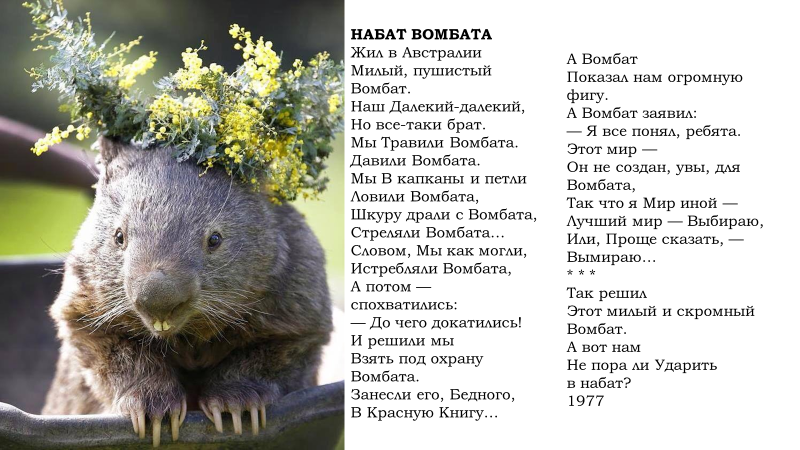 НАБАТ ВОМБАТА
Жил в Австралии
Милый, пушистый
Вомбат.
Наш Далекий-далекий,
Но все-таки брат.
Мы Травили Вомбата.
Давили Вомбата.
Мы В капканы и петли
Ловили Вомбата,
Шкуру драли с Вомбата,
Стреляли Вомбата...
Словом, Мы как могли,
Истребляли Вомбата,
А потом —
спохватились:
— До чего докатились!
И решили мы
Взять под охрану
Вомбата.
Занесли его, Бедного,
В Красную Книгу...
А Вомбат
Показал нам огромную
фигу.
А Вомбат заявил:
— Я все понял, ребята.
Этот мир —
Он не создан, увы, для
Вомбата,
Так что я Мир иной —
Лучший мир — Выбираю,
Или, Проще сказать, —
Вымираю...
* * *
Так решил
Этот милый и скромный
Вомбат.
А вот нам
Не пора ли Ударить
в набат?
1977